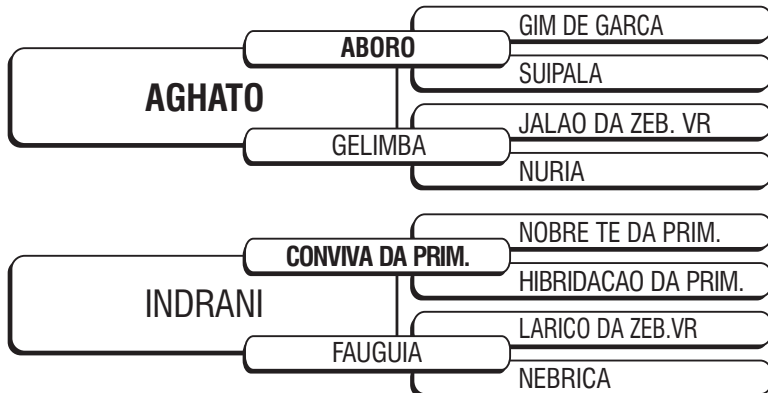 GIM DE GARCA
ABORO
SUIPALA
AGHATO
JALAO DA ZEB. VR
GELIMBA
NURIA
NOBRE TE DA PRIM.
CONVIVA DA PRIM.
HIBRIDACAO DA PRIM.
INDRANI
LARICO DA ZEB.VR
FAUGUIA
NEBRICA